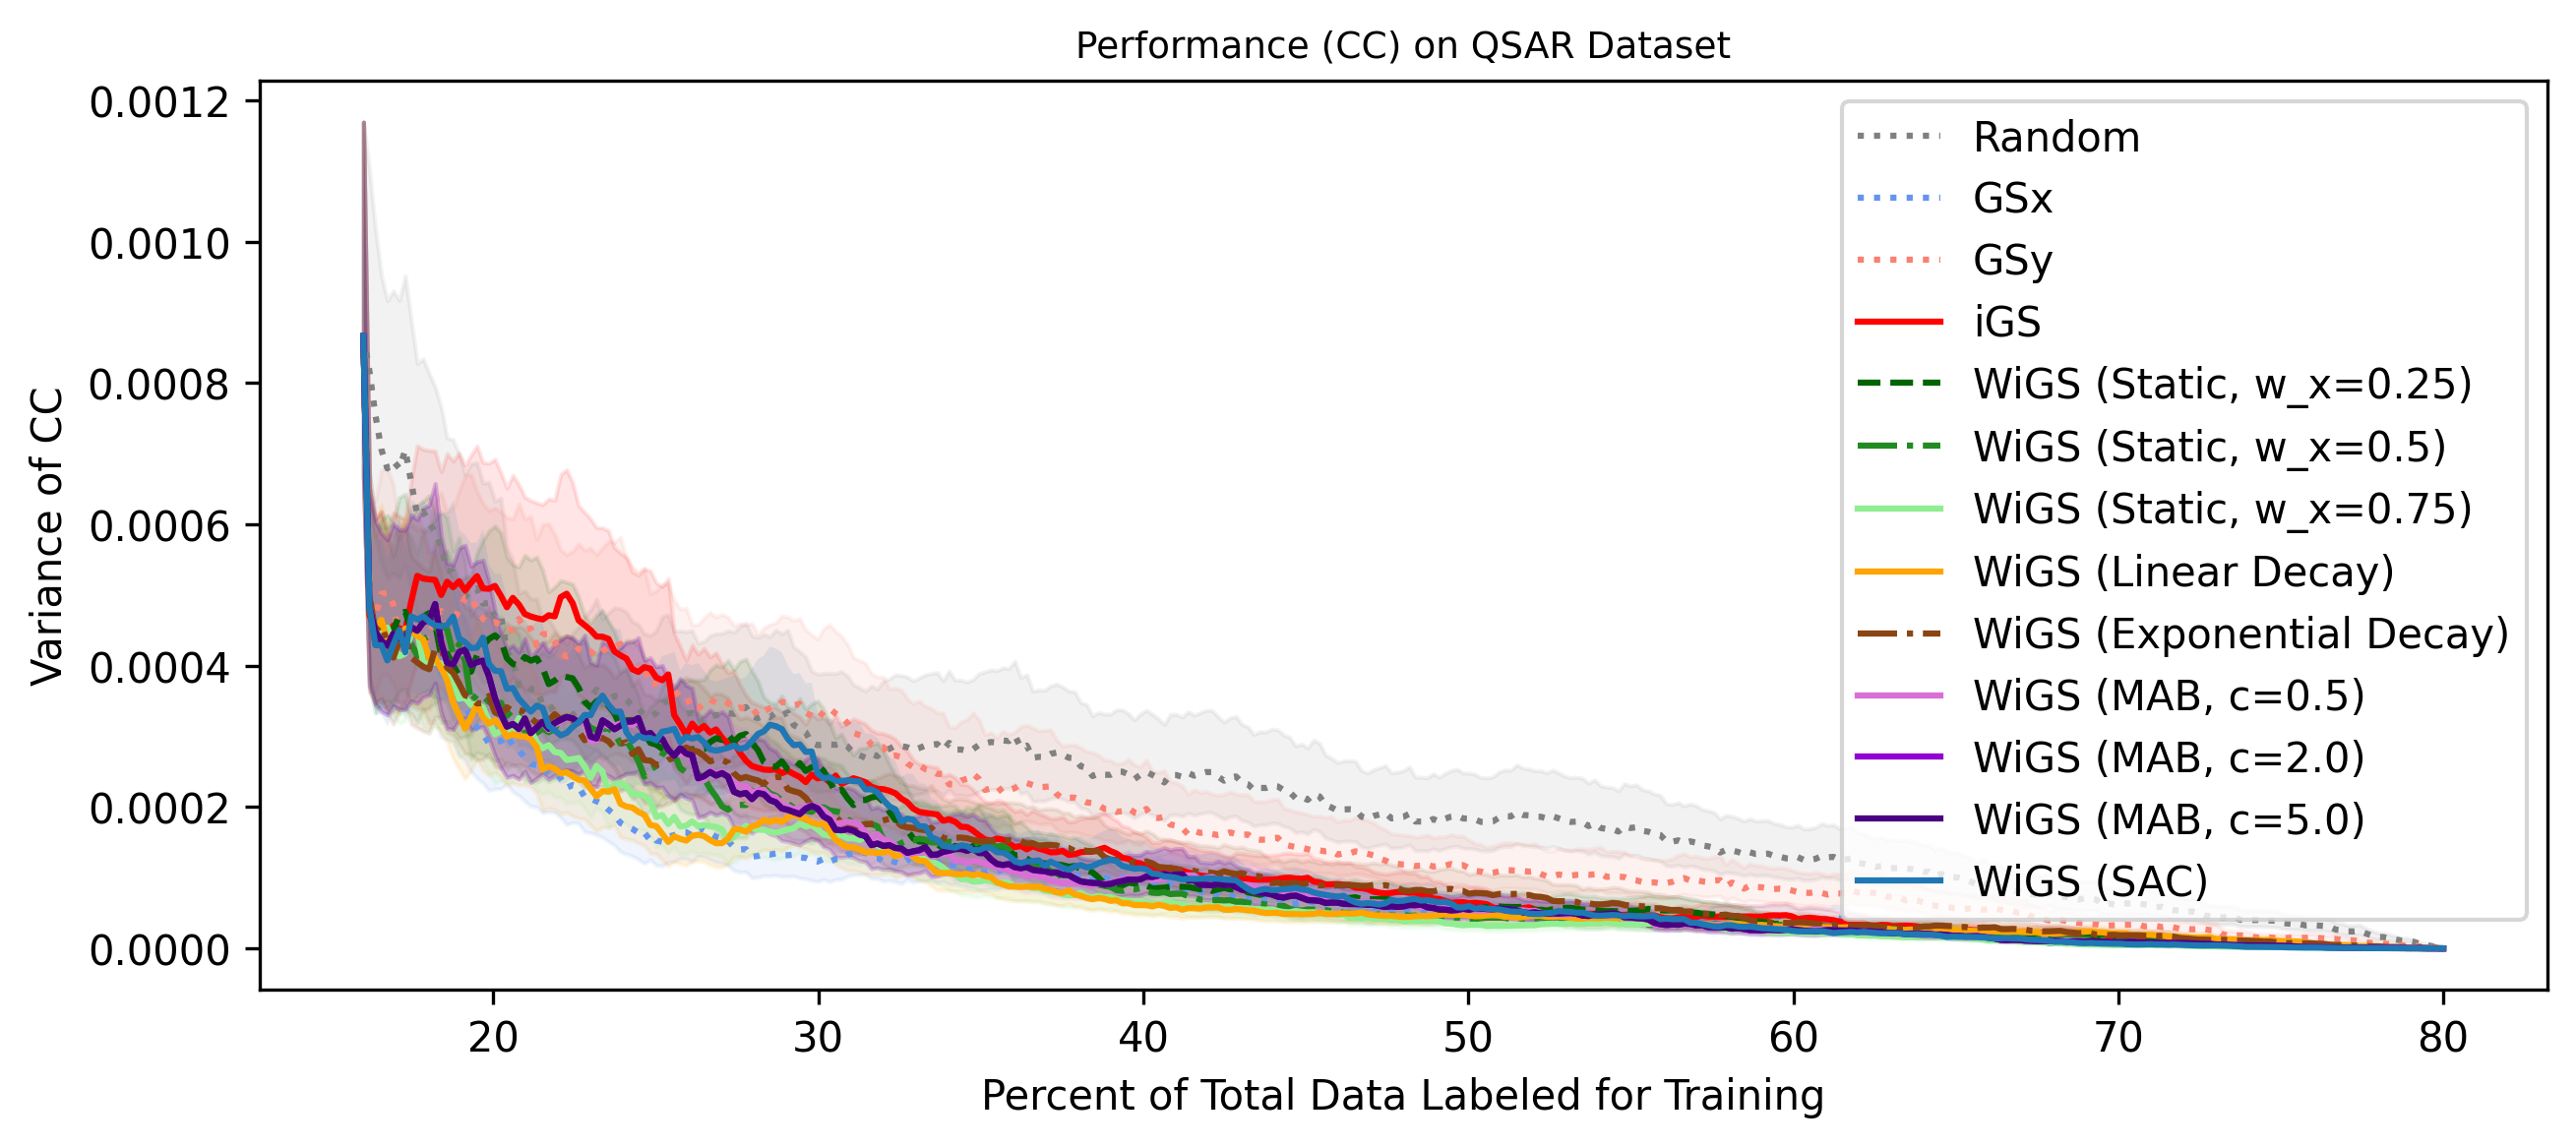 Performance (CC) on QSAR Dataset
Variance of CC
0.0012
0.0010
0.0008
0.0006
0.0004
0.0002
0.0000
20 30 40 50 60 70 80
Percent of Total Data Labeled for Training
Random
GSx
GSy
iGS
WiGS (Static, w_x=0.25)
WiGS (Static, w_x=0.5)
WiGS (Static, w_x=0.75)
WiGS (Linear Decay)
WiGS (Exponential Decay)
WiGS (MAB, c=0.5)
WiGS (MAB, c=2.0)
WiGS (MAB, c=5.0)
WiGS (SAC)